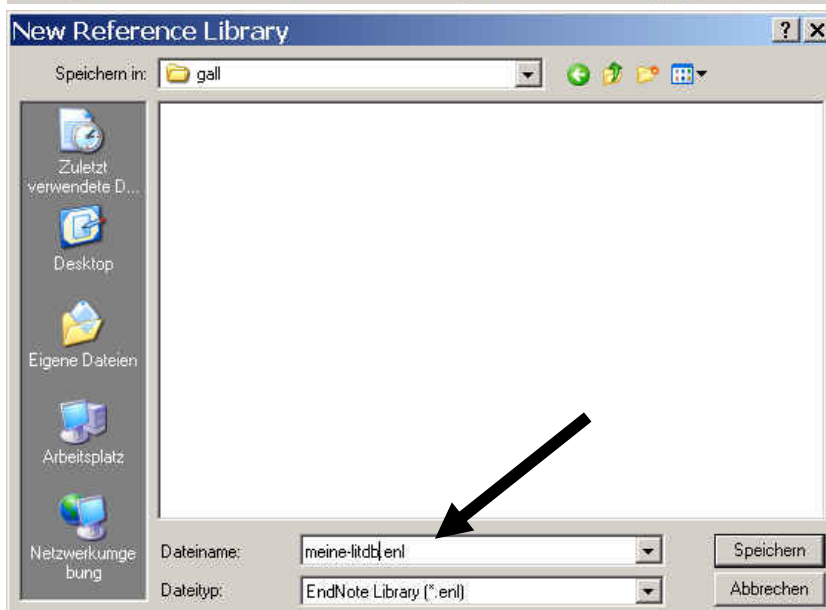 New Reference Library
Speichern in: gall
Zuletzt
verwendete D...
Desktop
Eigene Dateien
Arbeitsplatz
Netzwerkumge
bung
Dateiname: meine-litdb.enl Speichern
Dateityp: EndNote Library (*.enl) Abbrechen